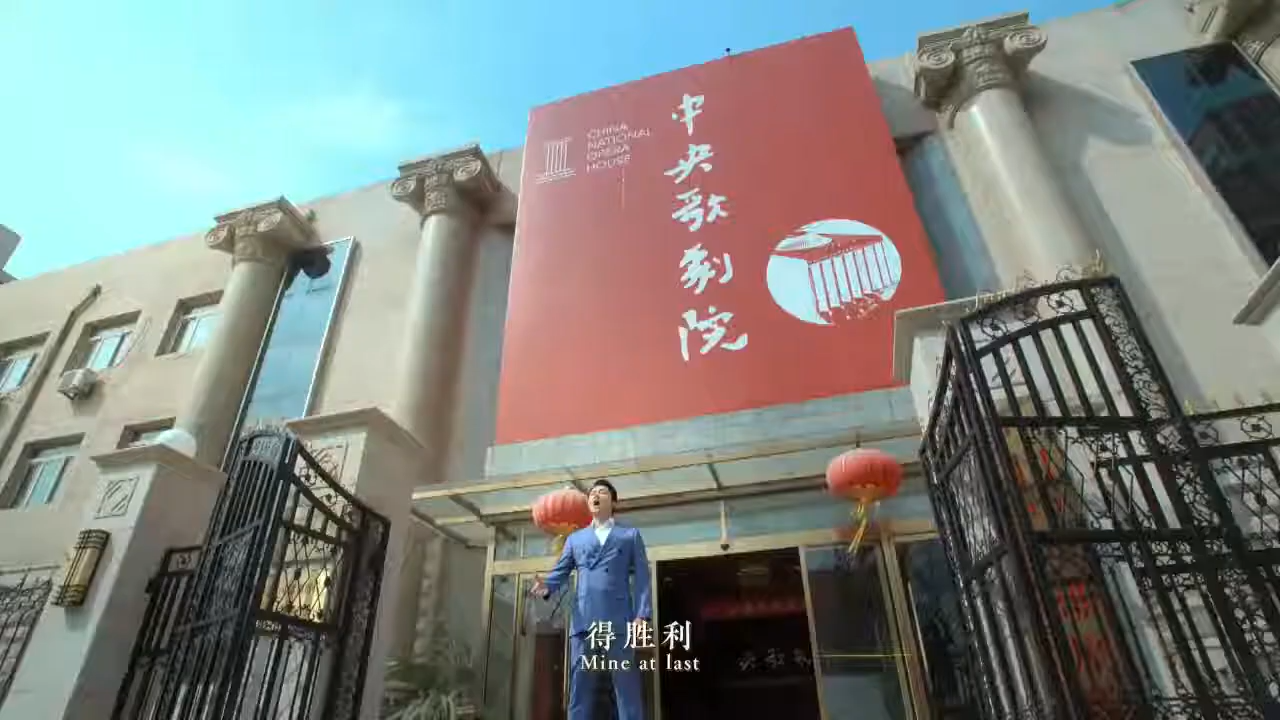 CHINA
NATIONAL
OPERA
HOUSE
中央歌剧院
得胜利
Mine at last